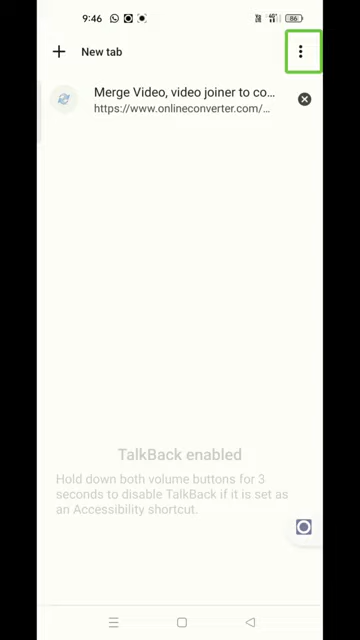 9:46
86
New tab
Merge Video, video joiner to co...
https://www.onlineconverter.com/...
TalkBack enabled
Hold down both volume buttons for 3
seconds to disable TalkBack if it is set as
an Accessibility shortcut.